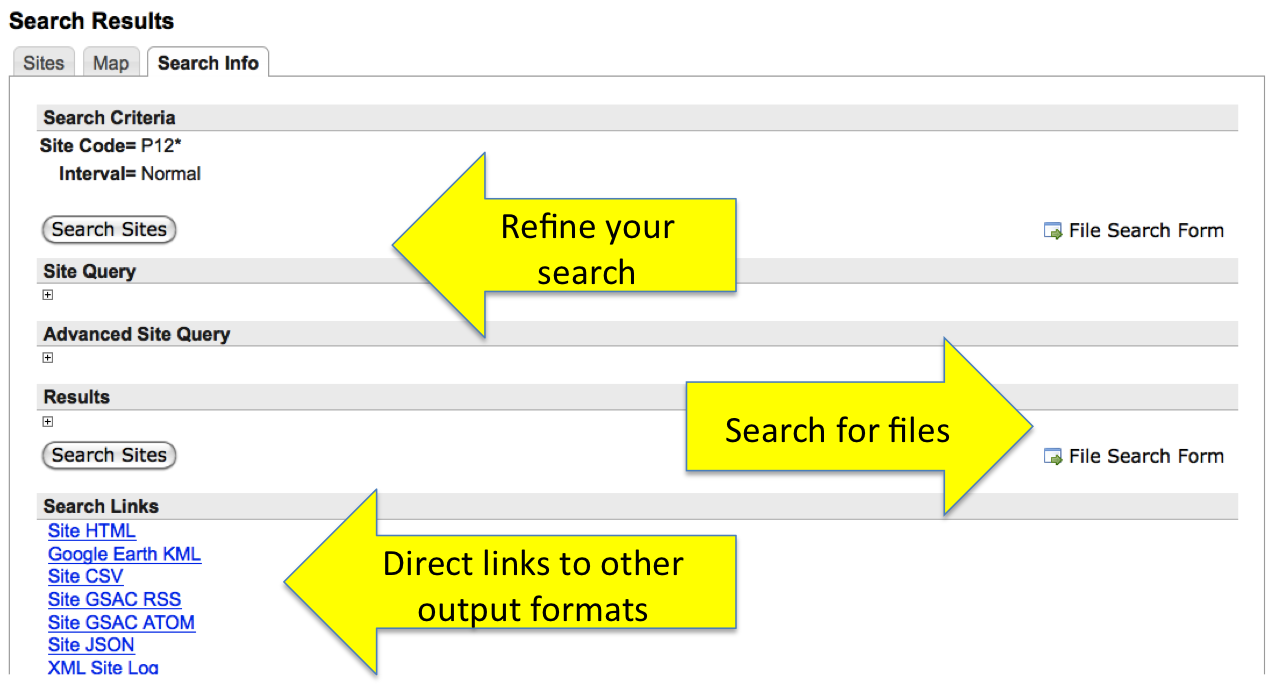 Search Results
Sites Map Search Info
Search Criteria
Site Code= P12*
Interval= Normal
Refine your
search
Search Sites
File Search Form
Site Query
Advanced Site Query
Results
Search for files
Search Sites
File Search Form
Search Links
Site HTML
Google Earth KML
Site CSV
Site GSAC RSS
Site GSAC ATOM
Site JSON
XML Site Log
Direct links to other
output formats